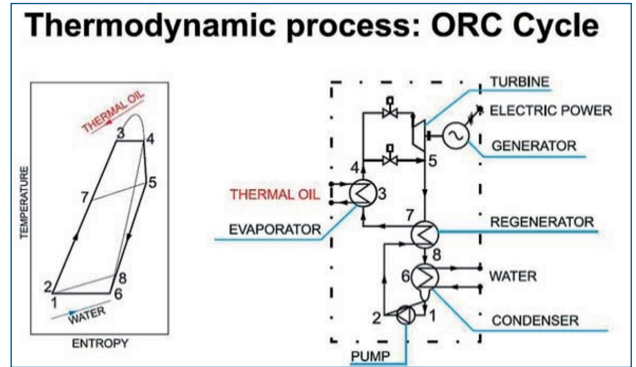 Thermodynamic process: ORC Cycle
THERMAL OIL
3 4
7
5
2
1
8
6
WATER
TEMPERATURE
ENTROPY
TURBINE
ELECTRIC POWER
GENERATOR
4
5
THERMAL OIL
3
EVAPORATOR
7
REGENERATOR
8
6
WATER
2
1
CONDENSER
PUMP